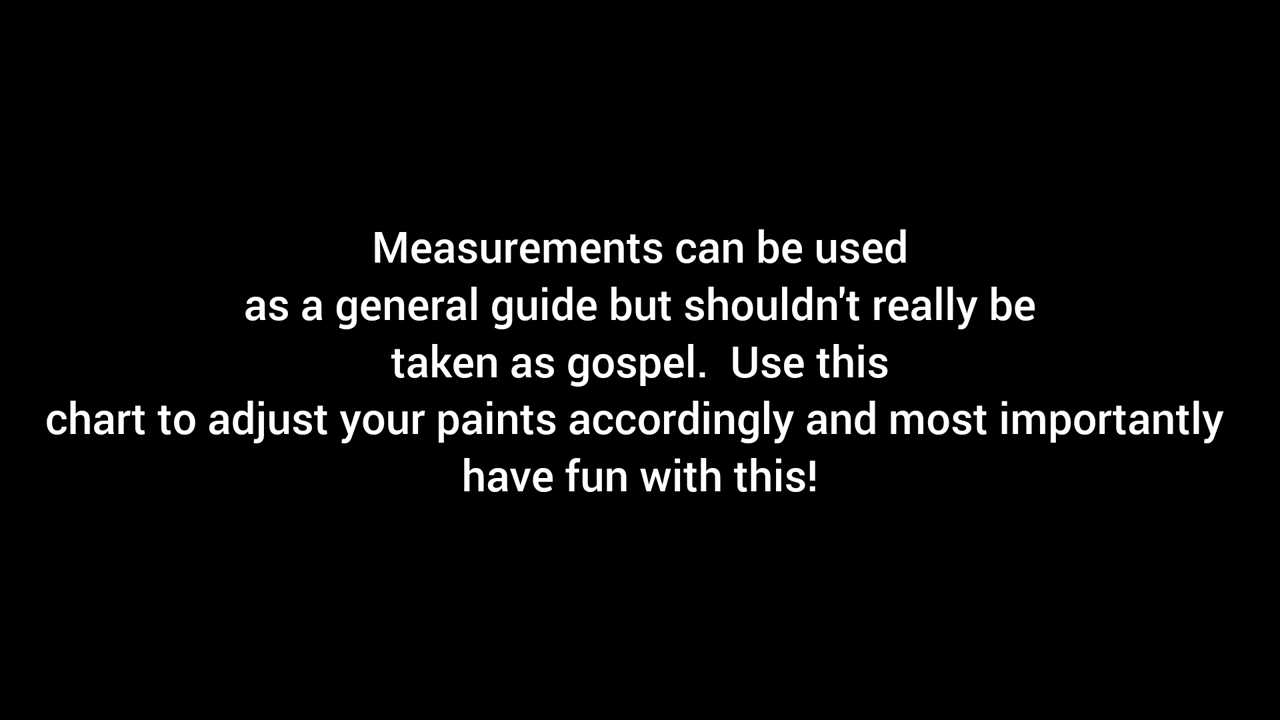 Measurements can be used
as a general guide but shouldn't really be
taken as gospel.  Use this
chart to adjust your paints accordingly and most importantly
have fun with this!